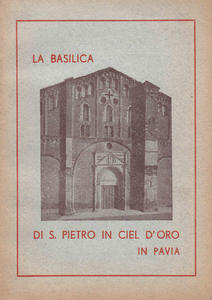 LA BASILICA
DI S. PIETRO IN CIEL D'ORO
IN PAVIA